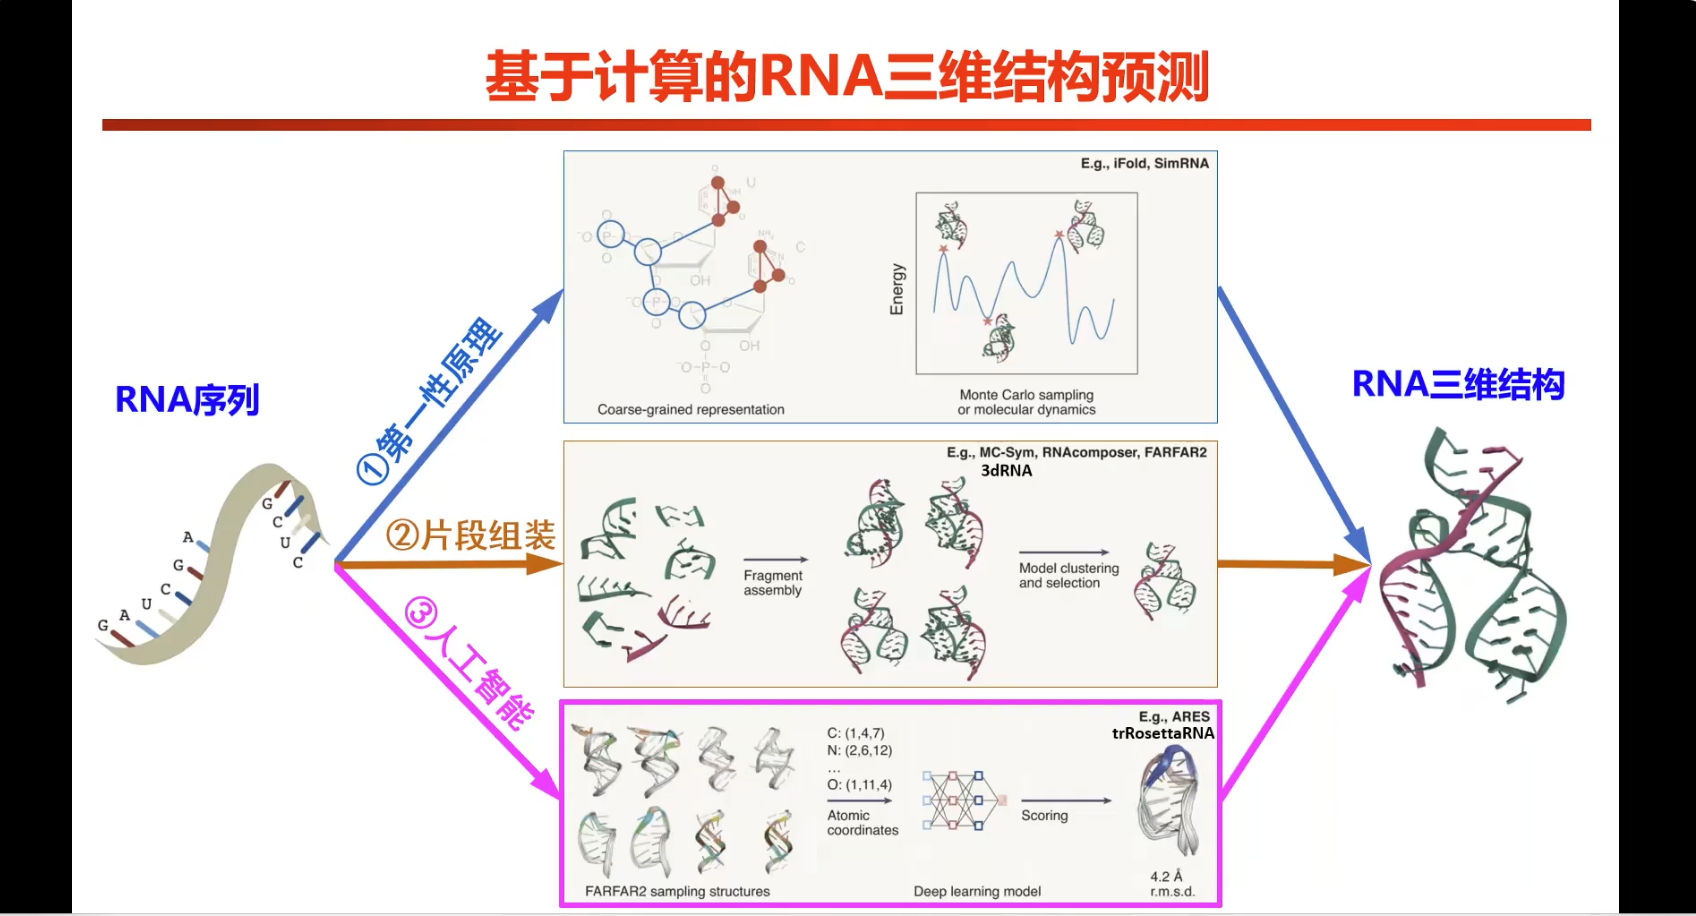 基于计算的RNA三维结构预测
E.g., iFold, SimRNA
O
U
NH
O
⁻O
P
O
O
O
OH
NH₂
C
N
O
O
⁻O
P
O
O
O
OH
O
⁻O
P
O
O
Coarse-grained representation
Energy
Monte Carlo sampling
or molecular dynamics
RNA序列
G
C
U
C
A
G
C
U
A
G
①第一性原理
②片段组装
③人工智能
E.g., MC-Sym, RNAcomposer, FARFAR2
3dRNA
Fragment
assembly
Model clustering
and selection
E.g., ARES
trRosettaRNA
C: (1,4,7)
N: (2,6,12)
...
O: (1,11,4)
Atomic
coordinates
Scoring
FARFAR2 sampling structures
Deep learning model
4.2 Å
r.m.s.d.
RNA三维结构